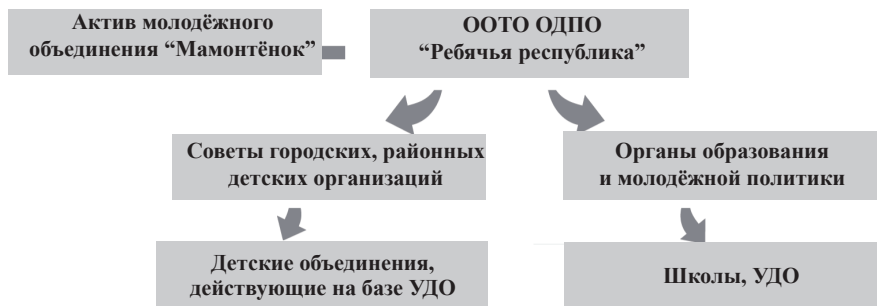 Актив молодёжного
объединения “Мамонтёнок”
ООТО ОДПО
“Ребячья республика”
Советы городских, районных
детских организаций
Органы образования
и молодёжной политики
Детские объединения,
действующие на базе УДО
Школы, УДО